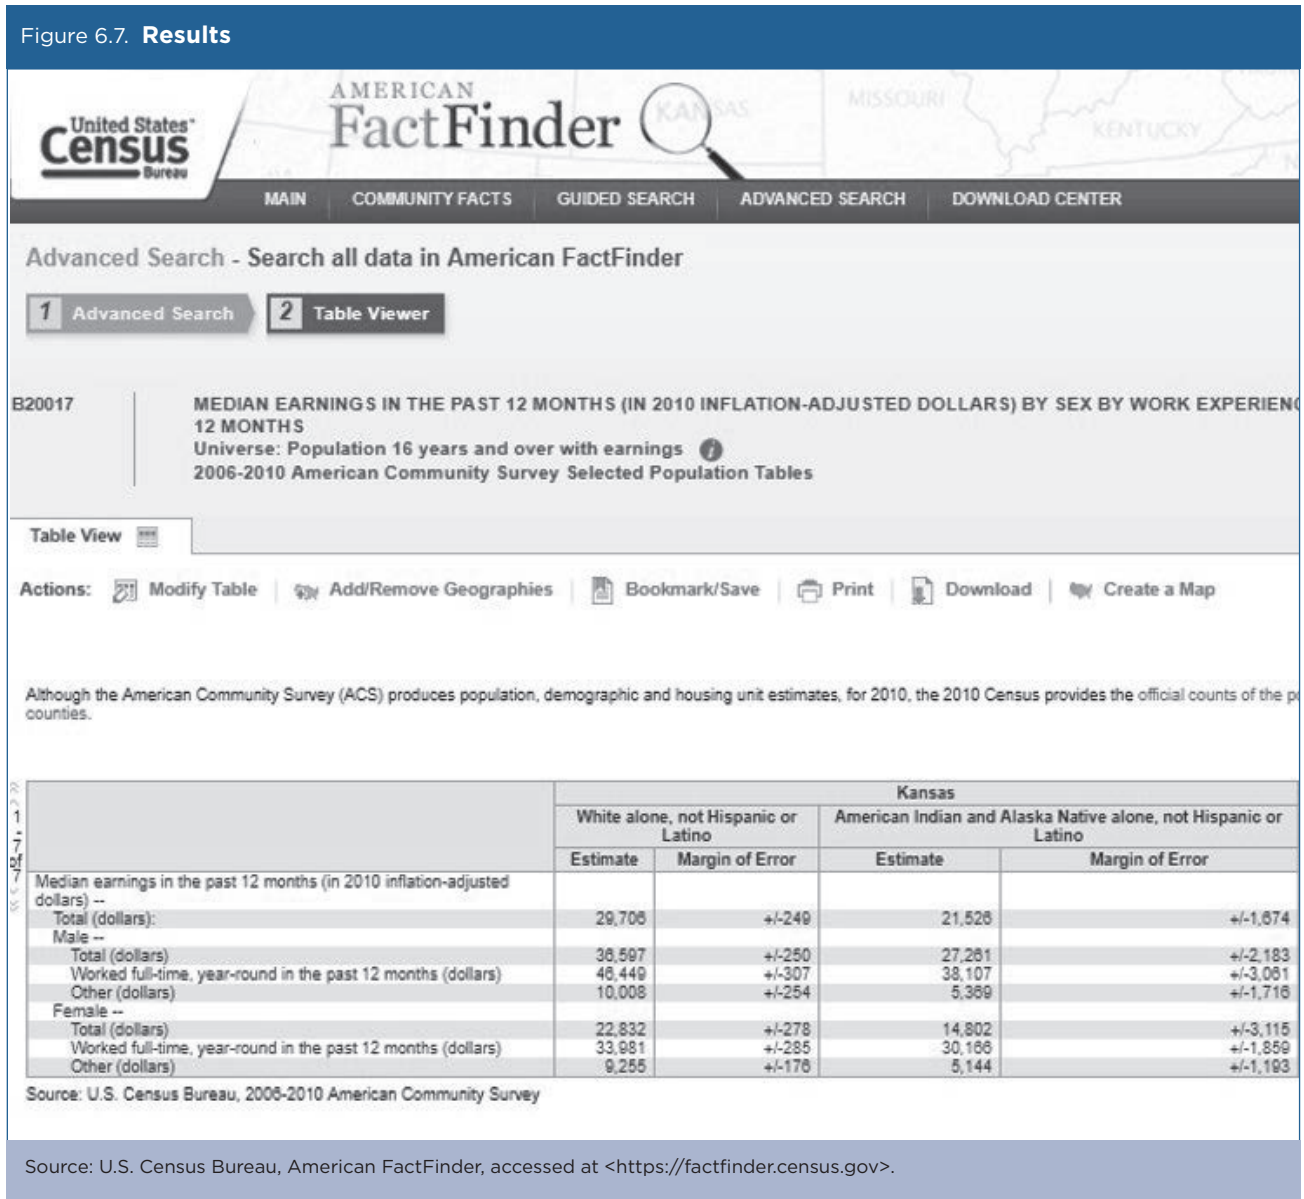 Figure 6.7. Results
United States™
Census
Bureau
AMERICAN
FactFinder
KANSAS
MISSOURI
KENTUCKY
MAIN COMMUNITY FACTS GUIDED SEARCH ADVANCED SEARCH DOWNLOAD CENTER
Advanced Search - Search all data in American FactFinder
1 Advanced Search 2 Table Viewer
B20017 MEDIAN EARNINGS IN THE PAST 12 MONTHS (IN 2010 INFLATION-ADJUSTED DOLLARS) BY SEX BY WORK EXPERIENC
12 MONTHS
Universe: Population 16 years and over with earnings i
2006-2010 American Community Survey Selected Population Tables
Table View
Actions: Modify Table Add/Remove Geographies Bookmark/Save Print Download Create a Map
Although the American Community Survey (ACS) produces population, demographic and housing unit estimates, for 2010, the 2010 Census provides the official counts of the p
counties.
1 - 7 of 7
Kansas
White alone, not Hispanic or Latino American Indian and Alaska Native alone, not Hispanic or Latino
Estimate Margin of Error Estimate Margin of Error
Median earnings in the past 12 months (in 2010 inflation-adjusted
dollars) --
Total (dollars): 29,706 +/-249 21,526 +/-1,674
Male --
Total (dollars) 36,597 +/-250 27,261 +/-2,183
Worked full-time, year-round in the past 12 months (dollars) 46,449 +/-307 38,107 +/-3,061
Other (dollars) 10,008 +/-254 5,369 +/-1,716
Female --
Total (dollars) 22,832 +/-278 14,802 +/-3,115
Worked full-time, year-round in the past 12 months (dollars) 33,981 +/-285 30,166 +/-1,859
Other (dollars) 9,255 +/-176 5,144 +/-1,193
Source: U.S. Census Bureau, 2006-2010 American Community Survey
Source: U.S. Census Bureau, American FactFinder, accessed at <https://factfinder.census.gov>.